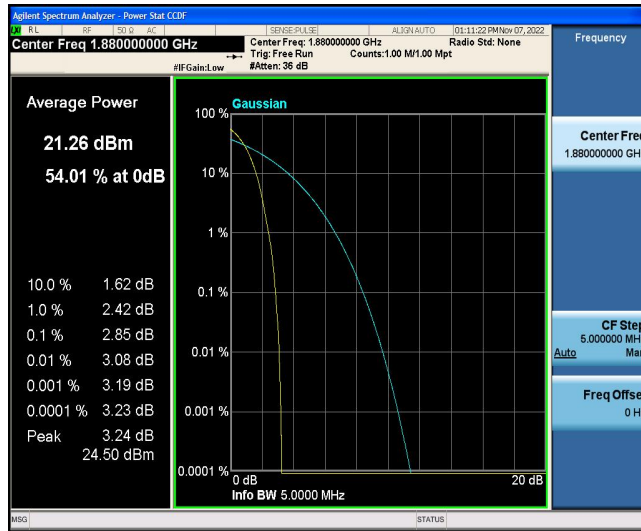 Agilent Spectrum Analyzer - Power Stat CCDF
LXI RL RF 50 Ω AC SENSE:PULSE ALIGN AUTO 01:11:22 PM Nov 07, 2022
Center Freq 1.880000000 GHz
Center Freq: 1.880000000 GHz Radio Std: None
Trig: Free Run Counts:1.00 M/1.00 Mpt
#IFGain:Low #Atten: 36 dB
Frequency
Average Power
21.26 dBm
54.01 % at 0dB
10.0 % 1.62 dB
1.0 % 2.42 dB
0.1 % 2.85 dB
0.01 % 3.08 dB
0.001 % 3.19 dB
0.0001 % 3.23 dB
Peak 3.24 dB
24.50 dBm
Gaussian
100 %
10 %
1 %
0.1 %
0.01 %
0.001 %
0.0001 %
0 dB 20 dB
Info BW 5.0000 MHz
Center Fre
1.880000000 GH
CF Step
5.000000 MH
Auto Ma
Freq Offse
0 H
MSG STATUS